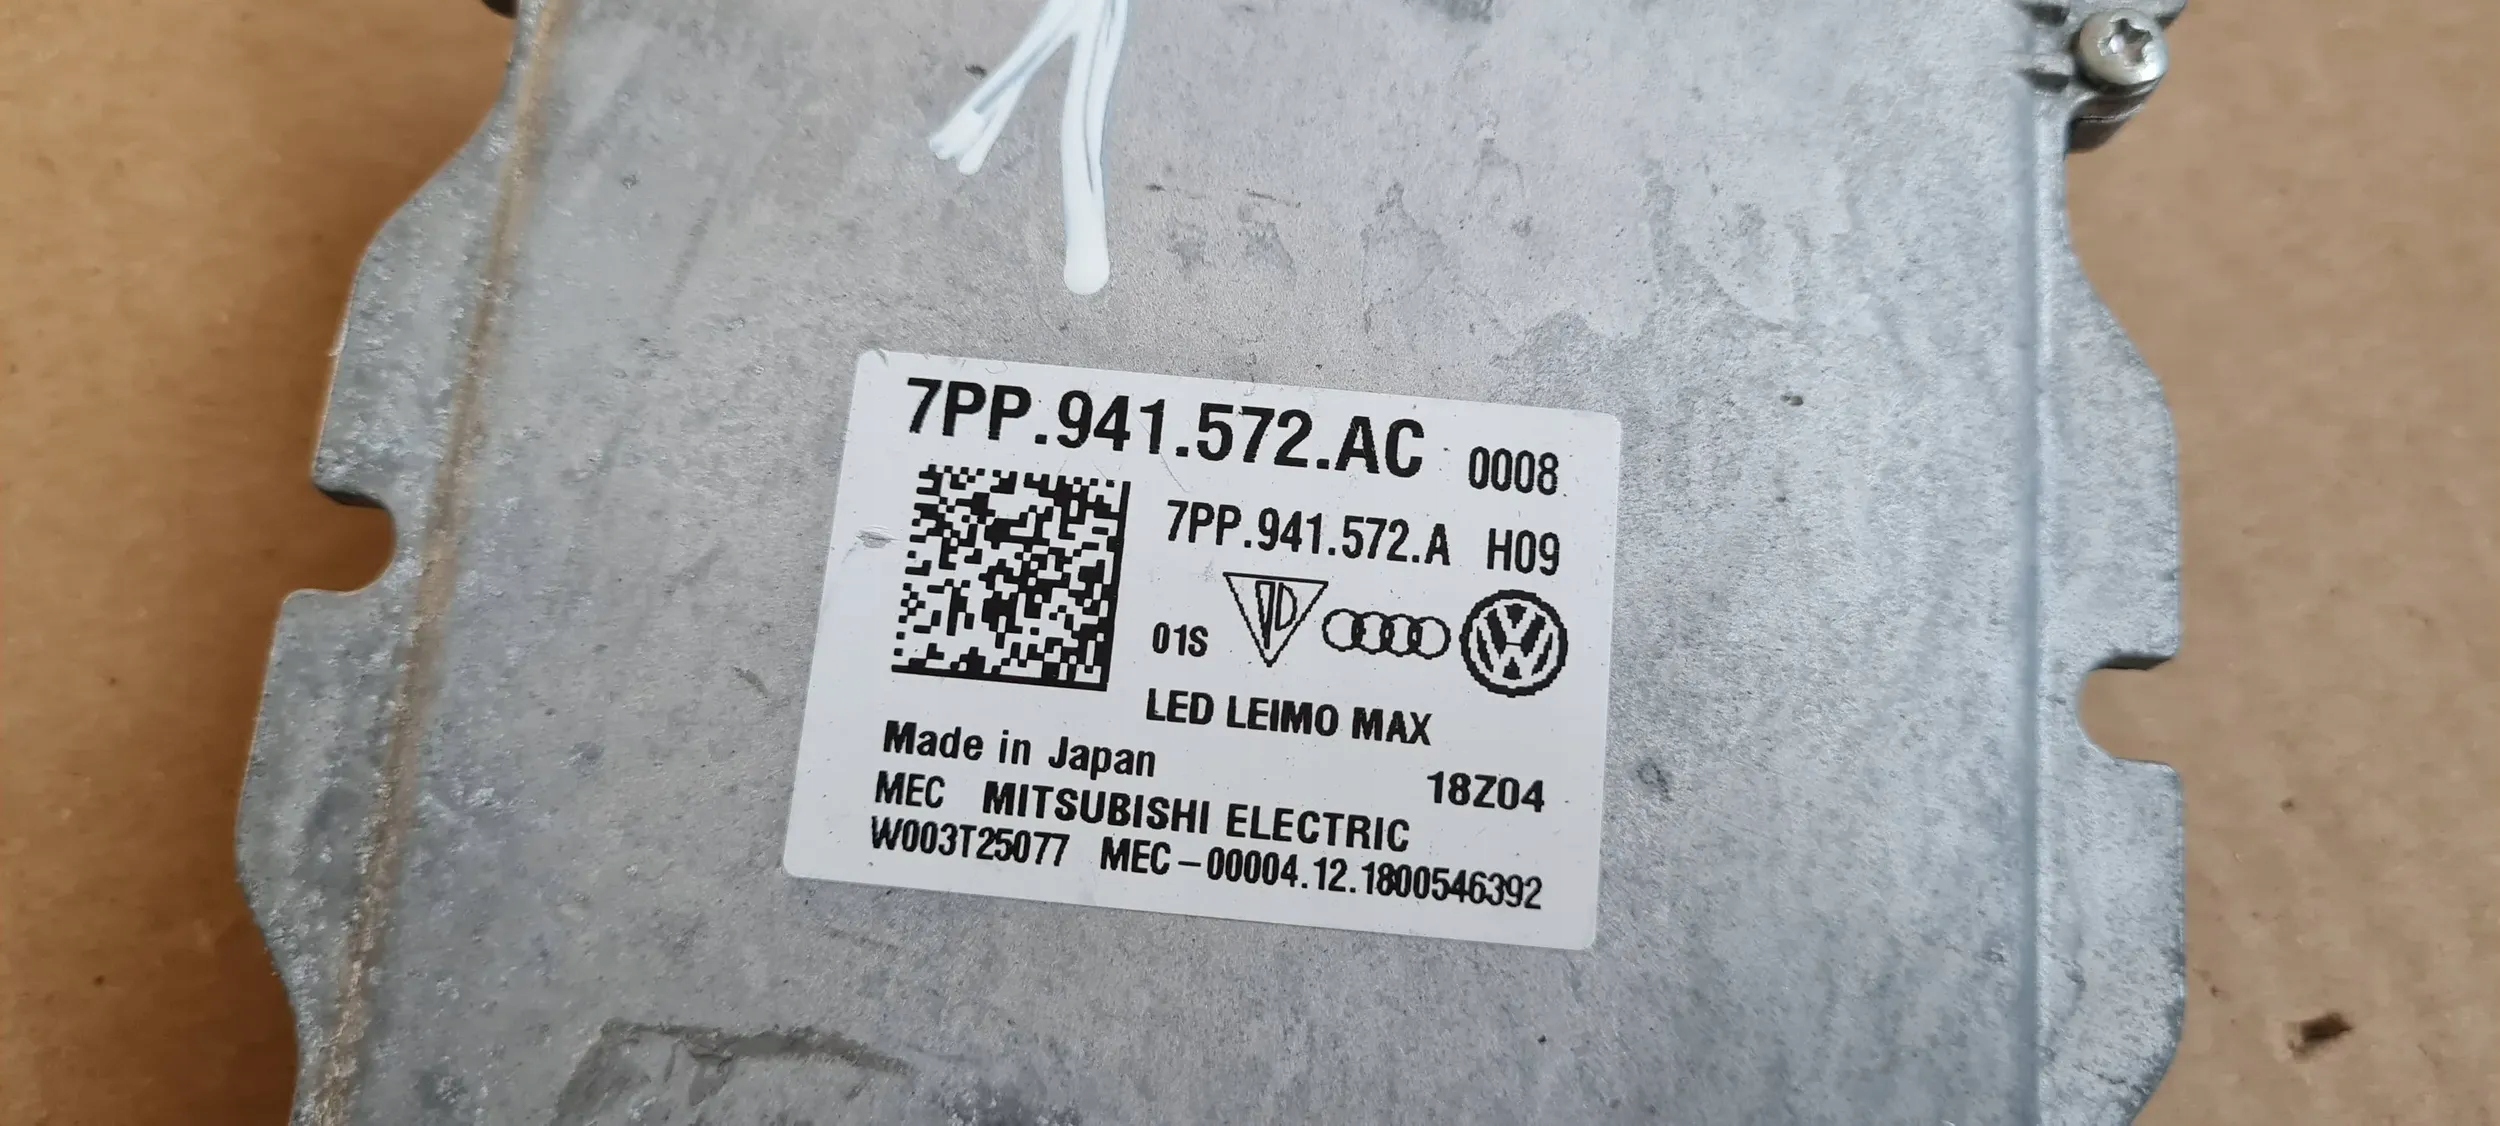 7PP.941.572.AC 0008
7PP.941.572.A H09
01S
LED LEIMO MAX
Made in Japan
18Z04
MEC MITSUBISHI ELECTRIC
W003T25077 MEC-00004.12.1800546392